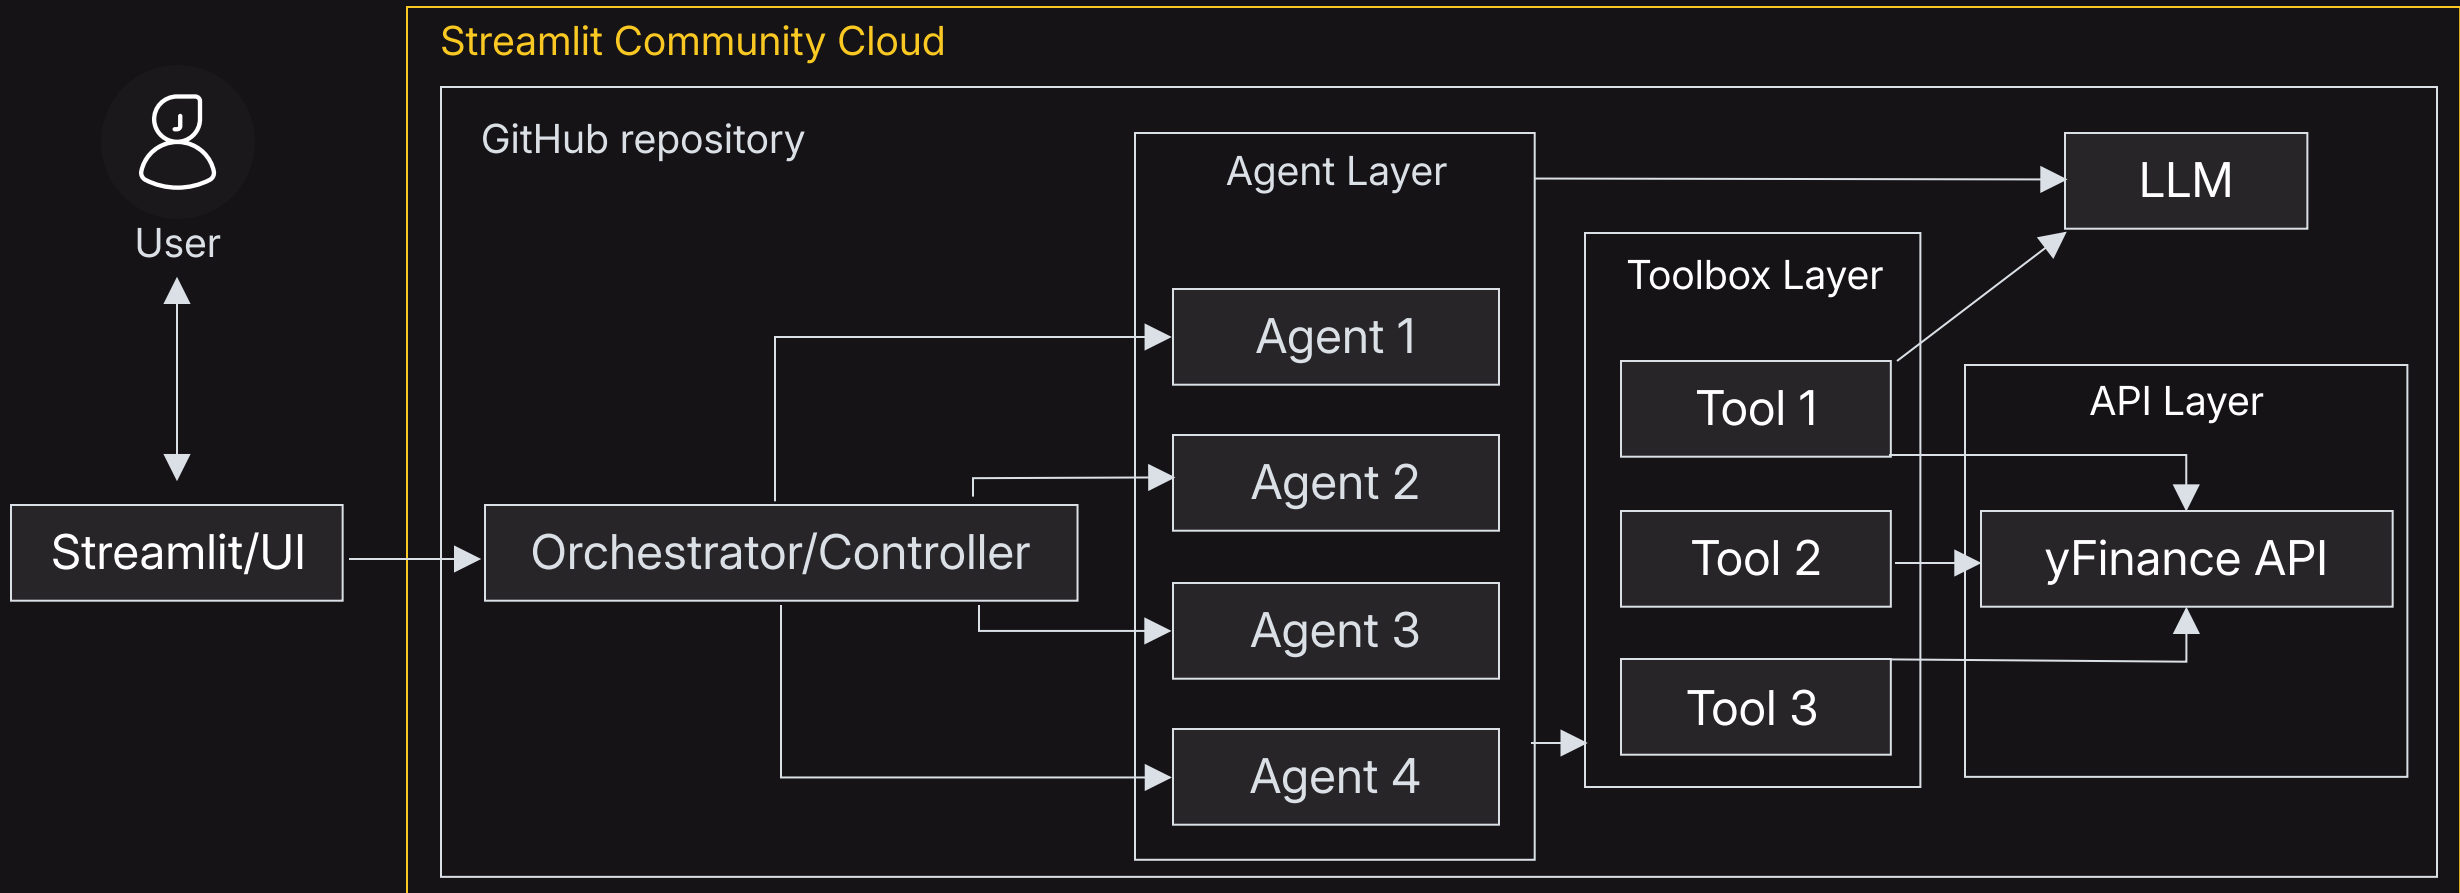 Streamlit Community Cloud
GitHub repository
User
Streamlit/UI
Orchestrator/Controller
Agent Layer
Agent 1
Agent 2
Agent 3
Agent 4
Toolbox Layer
Tool 1
Tool 2
Tool 3
LLM
API Layer
yFinance API